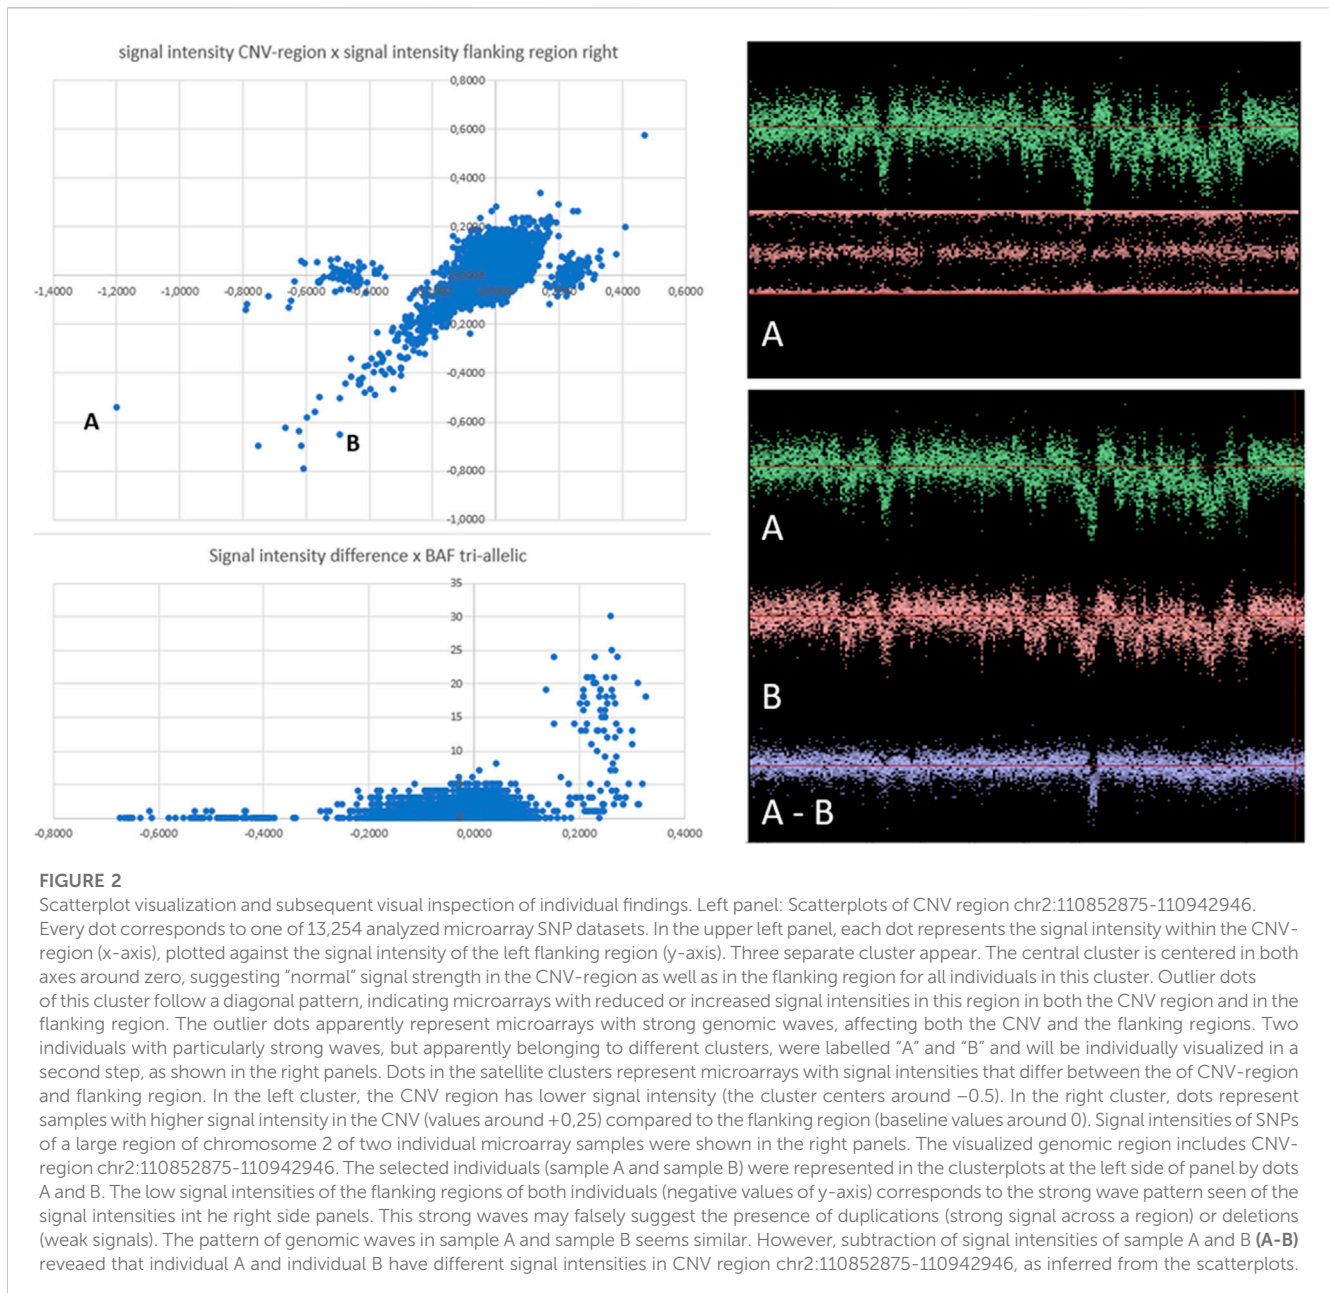 signal intensity CNV-region x signal intensity flanking region right
0,8000
0,6000
0,4000
0,2000
0,0000
-1,4000 -1,2000 -1,0000 -0,8000 -0,6000 -0,4000 -0,2000 0,0000 0,2000 0,4000 0,6000
-0,2000
-0,4000
A
-0,6000
B
-0,8000
-1,0000
Signal intensity difference x BAF tri-allelic
35
30
25
20
15
10
5
-0,8000 -0,6000 -0,4000 -0,2000 0,0000 0,2000 0,4000
A
A
B
A - B
FIGURE 2
Scatterplot visualization and subsequent visual inspection of individual findings. Left panel: Scatterplots of CNV region chr2:110852875-110942946.
Every dot corresponds to one of 13,254 analyzed microarray SNP datasets. In the upper left panel, each dot represents the signal intensity within the CNV-
region (x-axis), plotted against the signal intensity of the left flanking region (y-axis). Three separate cluster appear. The central cluster is centered in both
axes around zero, suggesting “normal” signal strength in the CNV-region as well as in the flanking region for all individuals in this cluster. Outlier dots
of this cluster follow a diagonal pattern, indicating microarrays with reduced or increased signal intensities in this region in both the CNV region and in the
flanking region. The outlier dots apparently represent microarrays with strong genomic waves, affecting both the CNV and the flanking regions. Two
individuals with particularly strong waves, but apparently belonging to different clusters, were labelled “A” and “B” and will be individually visualized in a
second step, as shown in the right panels. Dots in the satellite clusters represent microarrays with signal intensities that differ between the of CNV-region
and flanking region. In the left cluster, the CNV region has lower signal intensity (the cluster centers around −0.5). In the right cluster, dots represent
samples with higher signal intensity in the CNV (values around +0,25) compared to the flanking region (baseline values around 0). Signal intensities of SNPs
of a large region of chromosome 2 of two individual microarray samples were shown in the right panels. The visualized genomic region includes CNV-
region chr2:110852875-110942946. The selected individuals (sample A and sample B) were represented in the clusterplots at the left side of panel by dots
A and B. The low signal intensities of the flanking regions of both individuals (negative values of y-axis) corresponds to the strong wave pattern seen of the
signal intensities int he right side panels. This strong waves may falsely suggest the presence of duplications (strong signal across a region) or deletions
(weak signals). The pattern of genomic waves in sample A and sample B seems similar. However, subtraction of signal intensities of sample A and B (A-B)
reveaed that individual A and individual B have different signal intensities in CNV region chr2:110852875-110942946, as inferred from the scatterplots.